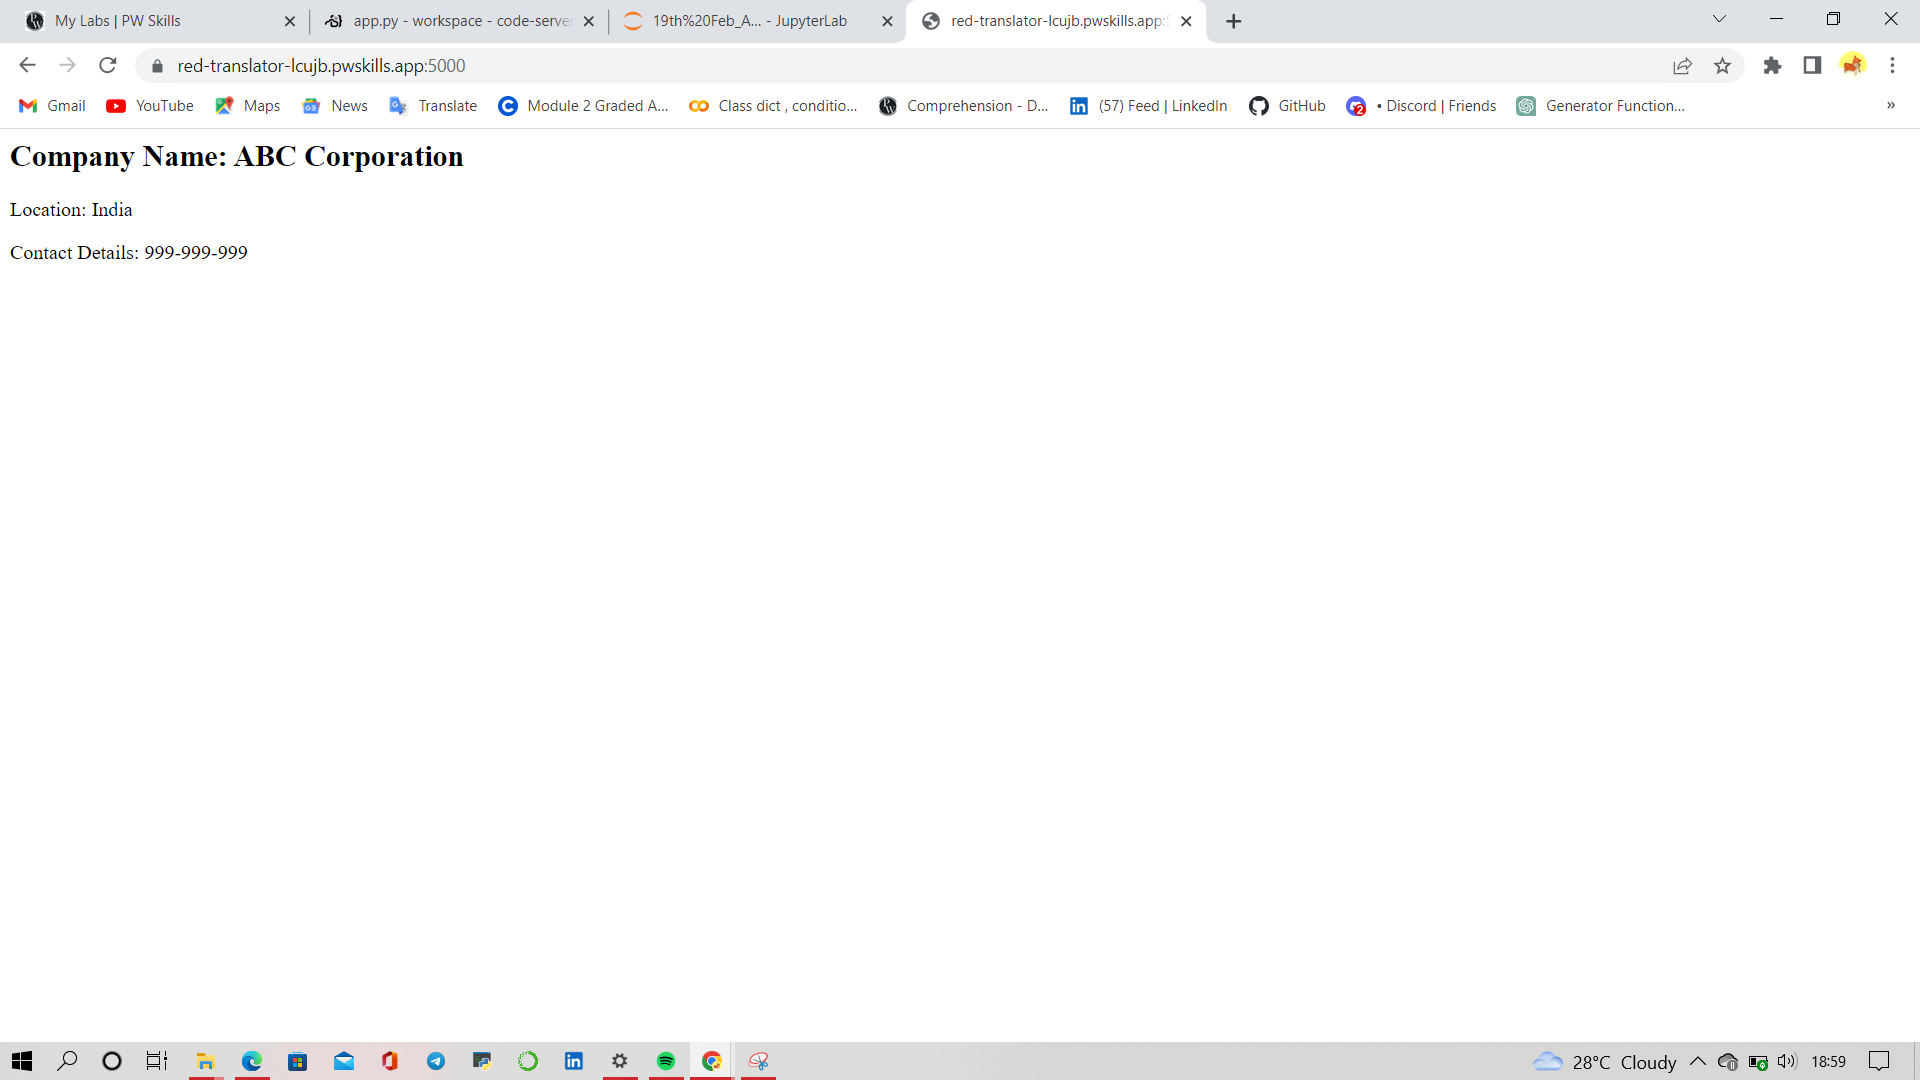 My Labs | PW Skills
app.py - workspace - code-serve
19th%20Feb_A... - JupyterLab
red-translator-lcujb.pwskills.app:5
red-translator-lcujb.pwskills.app:5000
Gmail
YouTube
Maps
News
Translate
Module 2 Graded A...
Class dict , conditio...
Comprehension - D...
(57) Feed | LinkedIn
GitHub
• Discord | Friends
Generator Function...
»
Company Name: ABC Corporation
Location: India
Contact Details: 999-999-999
28°C Cloudy
18:59